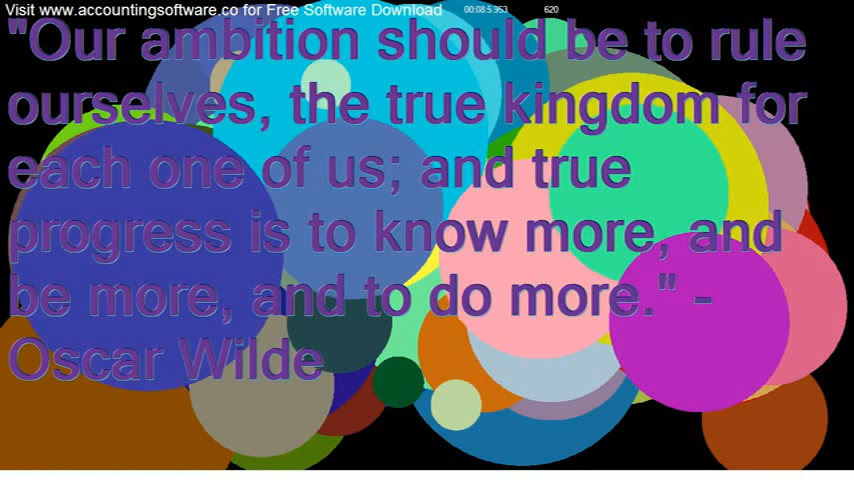 Visit www.accountingsoftware.co for Free Software Download 00:08:5.953 620
"Our ambition should be to rule
ourselves, the true kingdom for
each one of us; and true
progress is to know more, and
be more, and to do more." -
Oscar Wilde